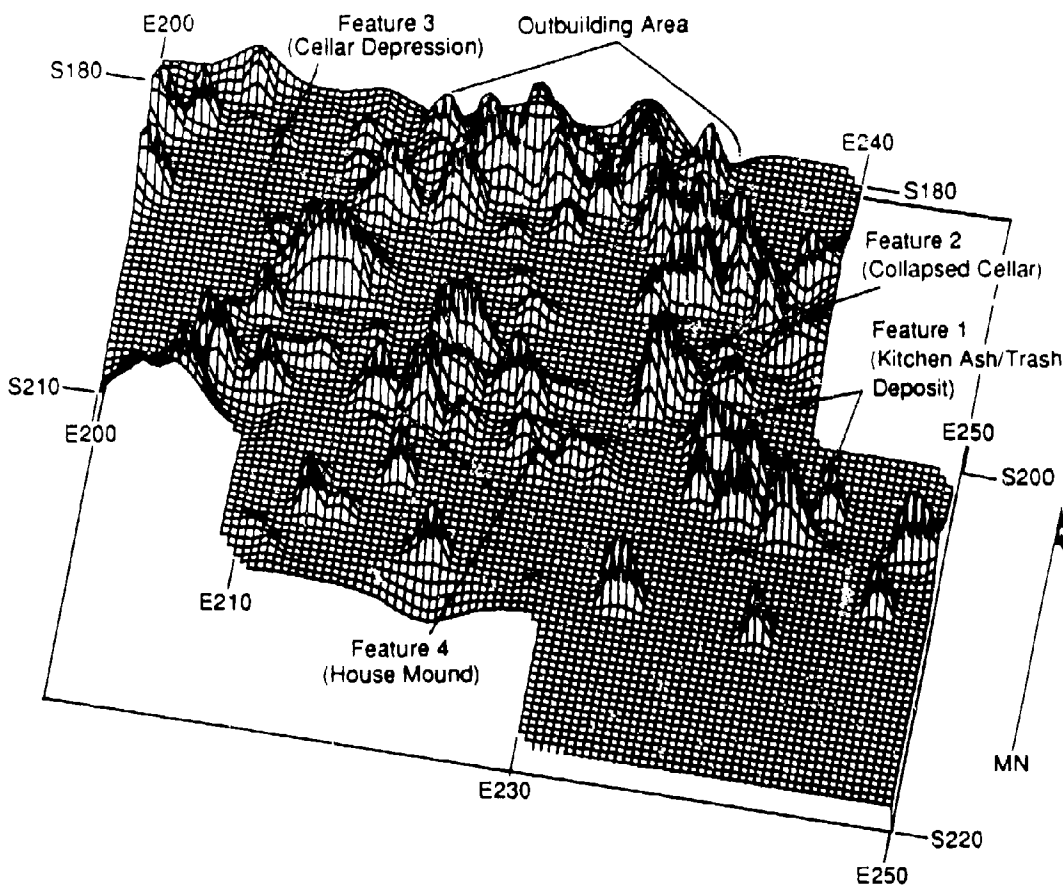 E200
Feature 3
(Cellar Depression)
Outbuilding Area
S180
E240
S180
Feature 2
(Collapsed Cellar)
Feature 1
(Kitchen Ash/Trash
Deposit)
S210
E200
E250
S200
E210
Feature 4
(House Mound)
MN
E230
S220
E250